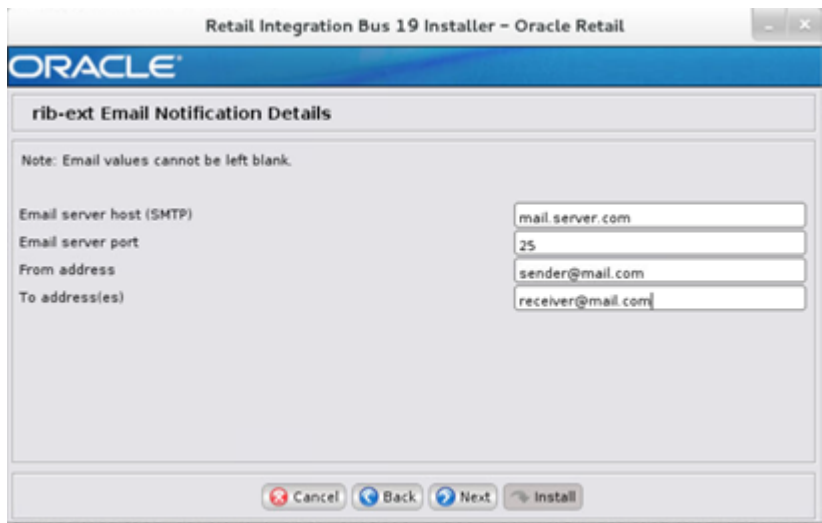 Retail Integration Bus 19 Installer – Oracle Retail
ORACLE
rib-ext Email Notification Details
Note: Email values cannot be left blank.
Email server host (SMTP) mail.server.com
Email server port 25
From address sender@mail.com
To address(es) receiver@mail.com
Cancel Back Next Install